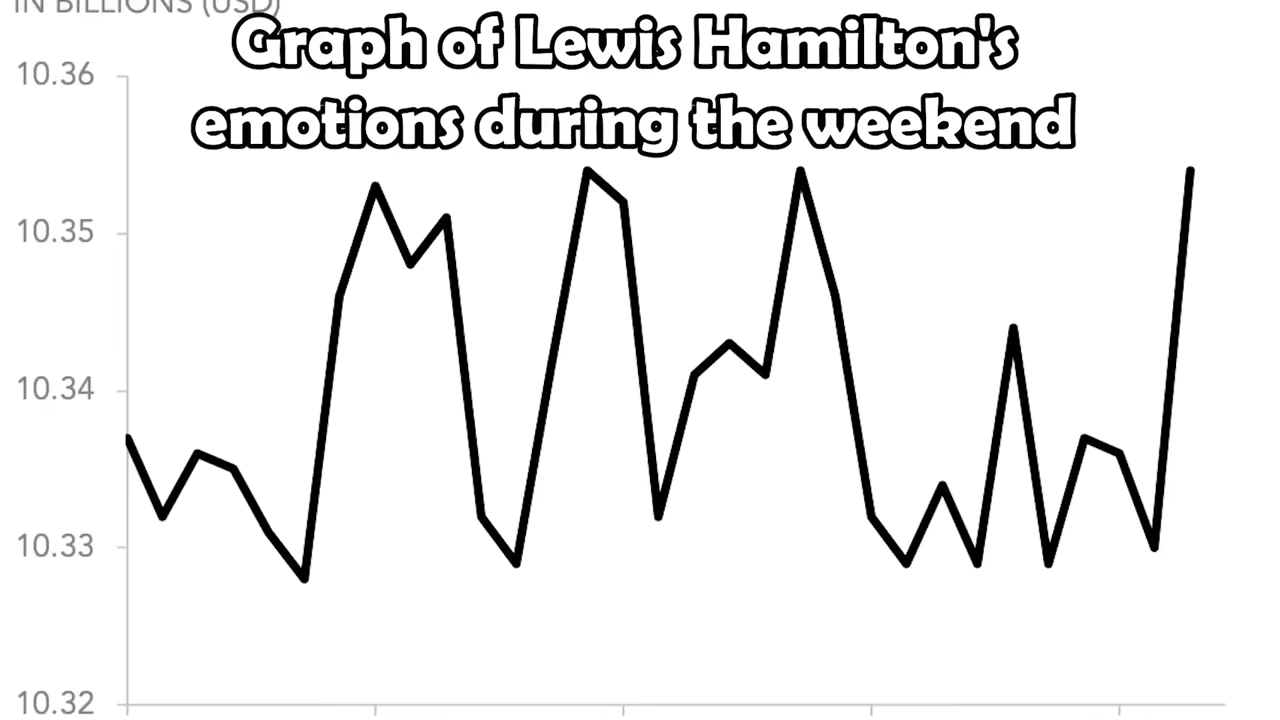 IN BILLIONS (USD)
Graph of Lewis Hamilton's
emotions during the weekend
10.36
10.35
10.34
10.33
10.32